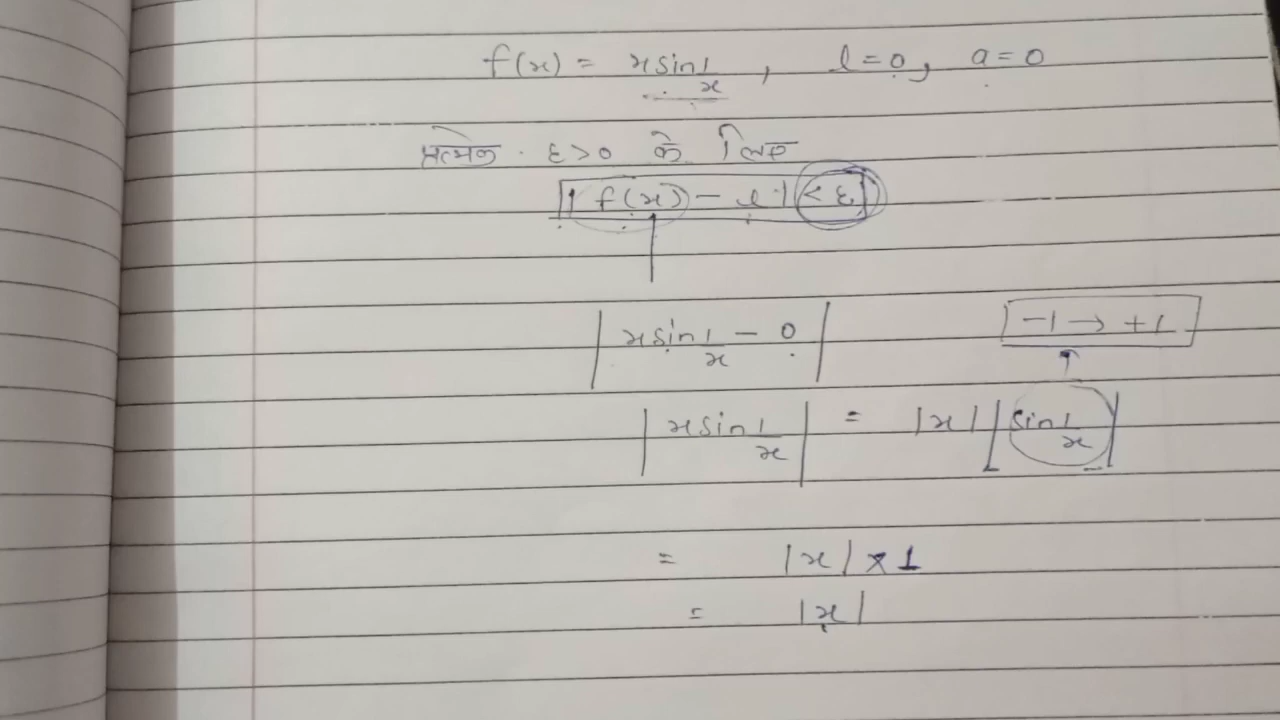 f(x) = x sin 1/x , l = 0, a = 0
प्रत्येक ε > 0 के लिए
| f(x) - l | < ε
| x sin 1/x - 0 | -1 → +1
| x sin 1/x | = |x| | sin 1/x |
= |x| × 1
= |x|